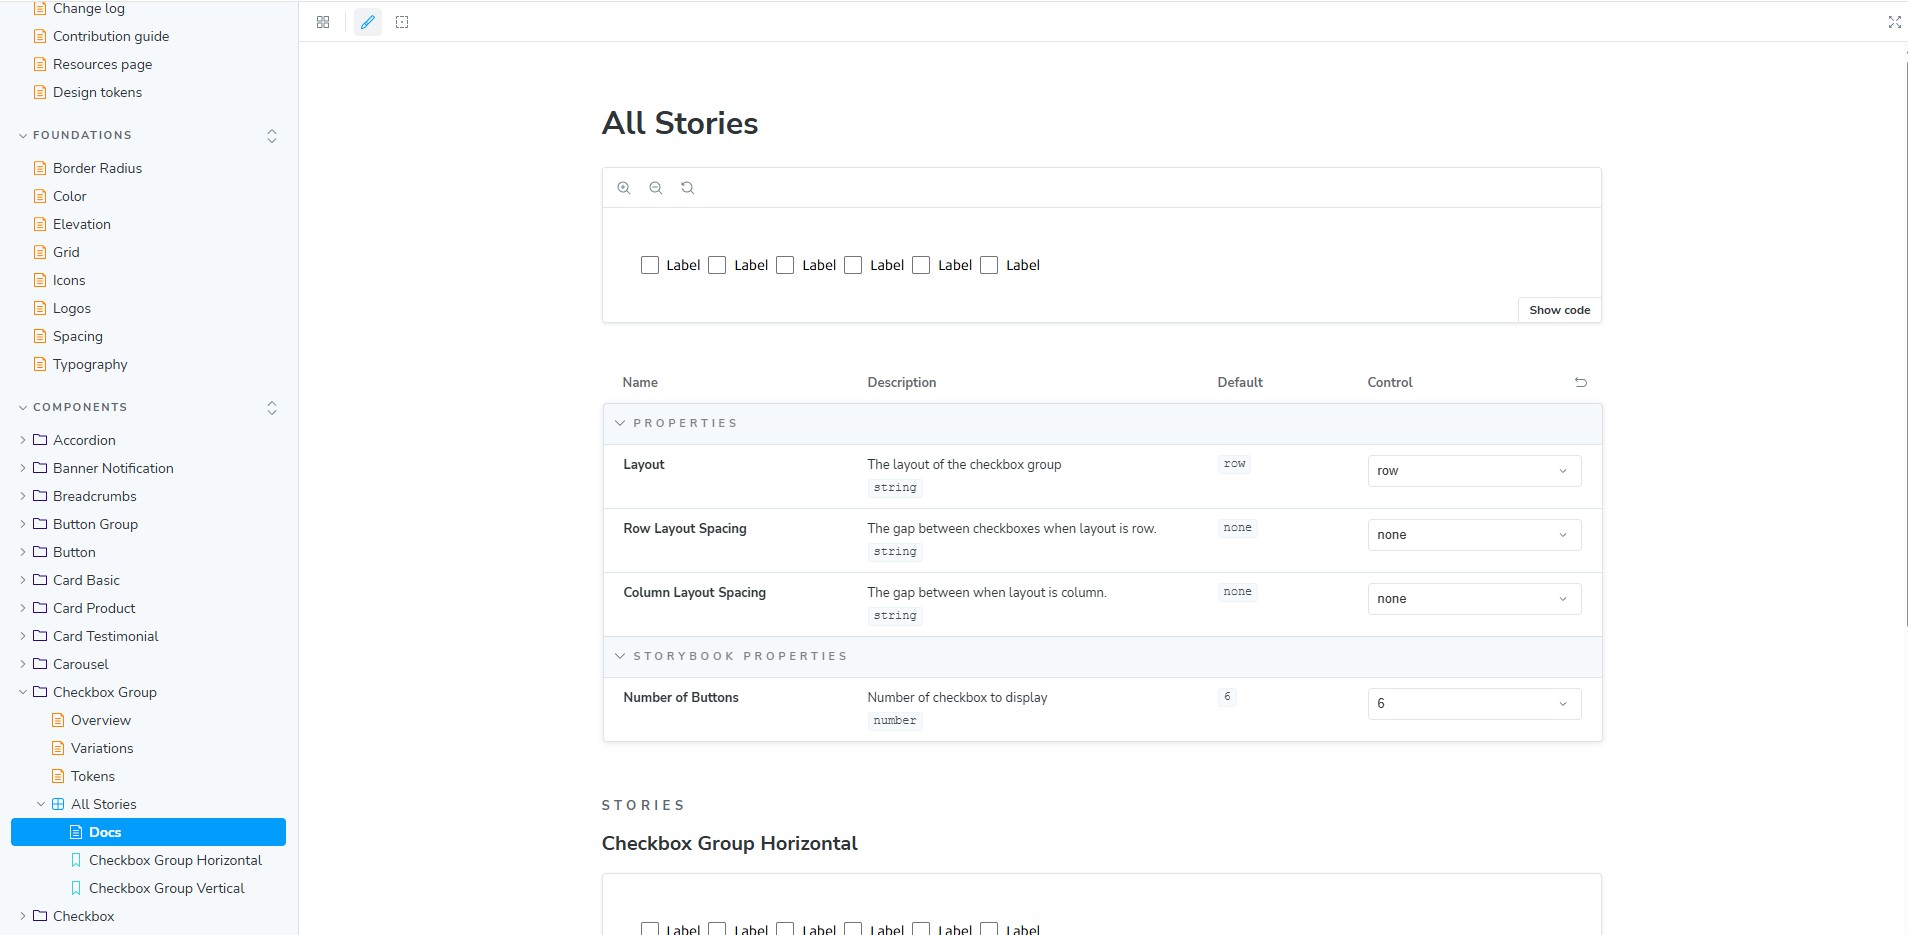 Change log
Contribution guide
Resources page
Design tokens
FOUNDATIONS
Border Radius
Color
Elevation
Grid
Icons
Logos
Spacing
Typography
COMPONENTS
Accordion
Banner Notification
Breadcrumbs
Button Group
Button
Card Basic
Card Product
Card Testimonial
Carousel
Checkbox Group
Overview
Variations
Tokens
All Stories
Docs
Checkbox Group Horizontal
Checkbox Group Vertical
Checkbox
All Stories
Label Label Label Label Label Label
Show code
Name Description Default Control
PROPERTIES
Layout The layout of the checkbox group row row
string
Row Layout Spacing The gap between checkboxes when layout is row. none none
string
Column Layout Spacing The gap between when layout is column. none none
string
STORYBOOK PROPERTIES
Number of Buttons Number of checkbox to display 6 6
number
STORIES
Checkbox Group Horizontal
Label Label Label Label Label Label